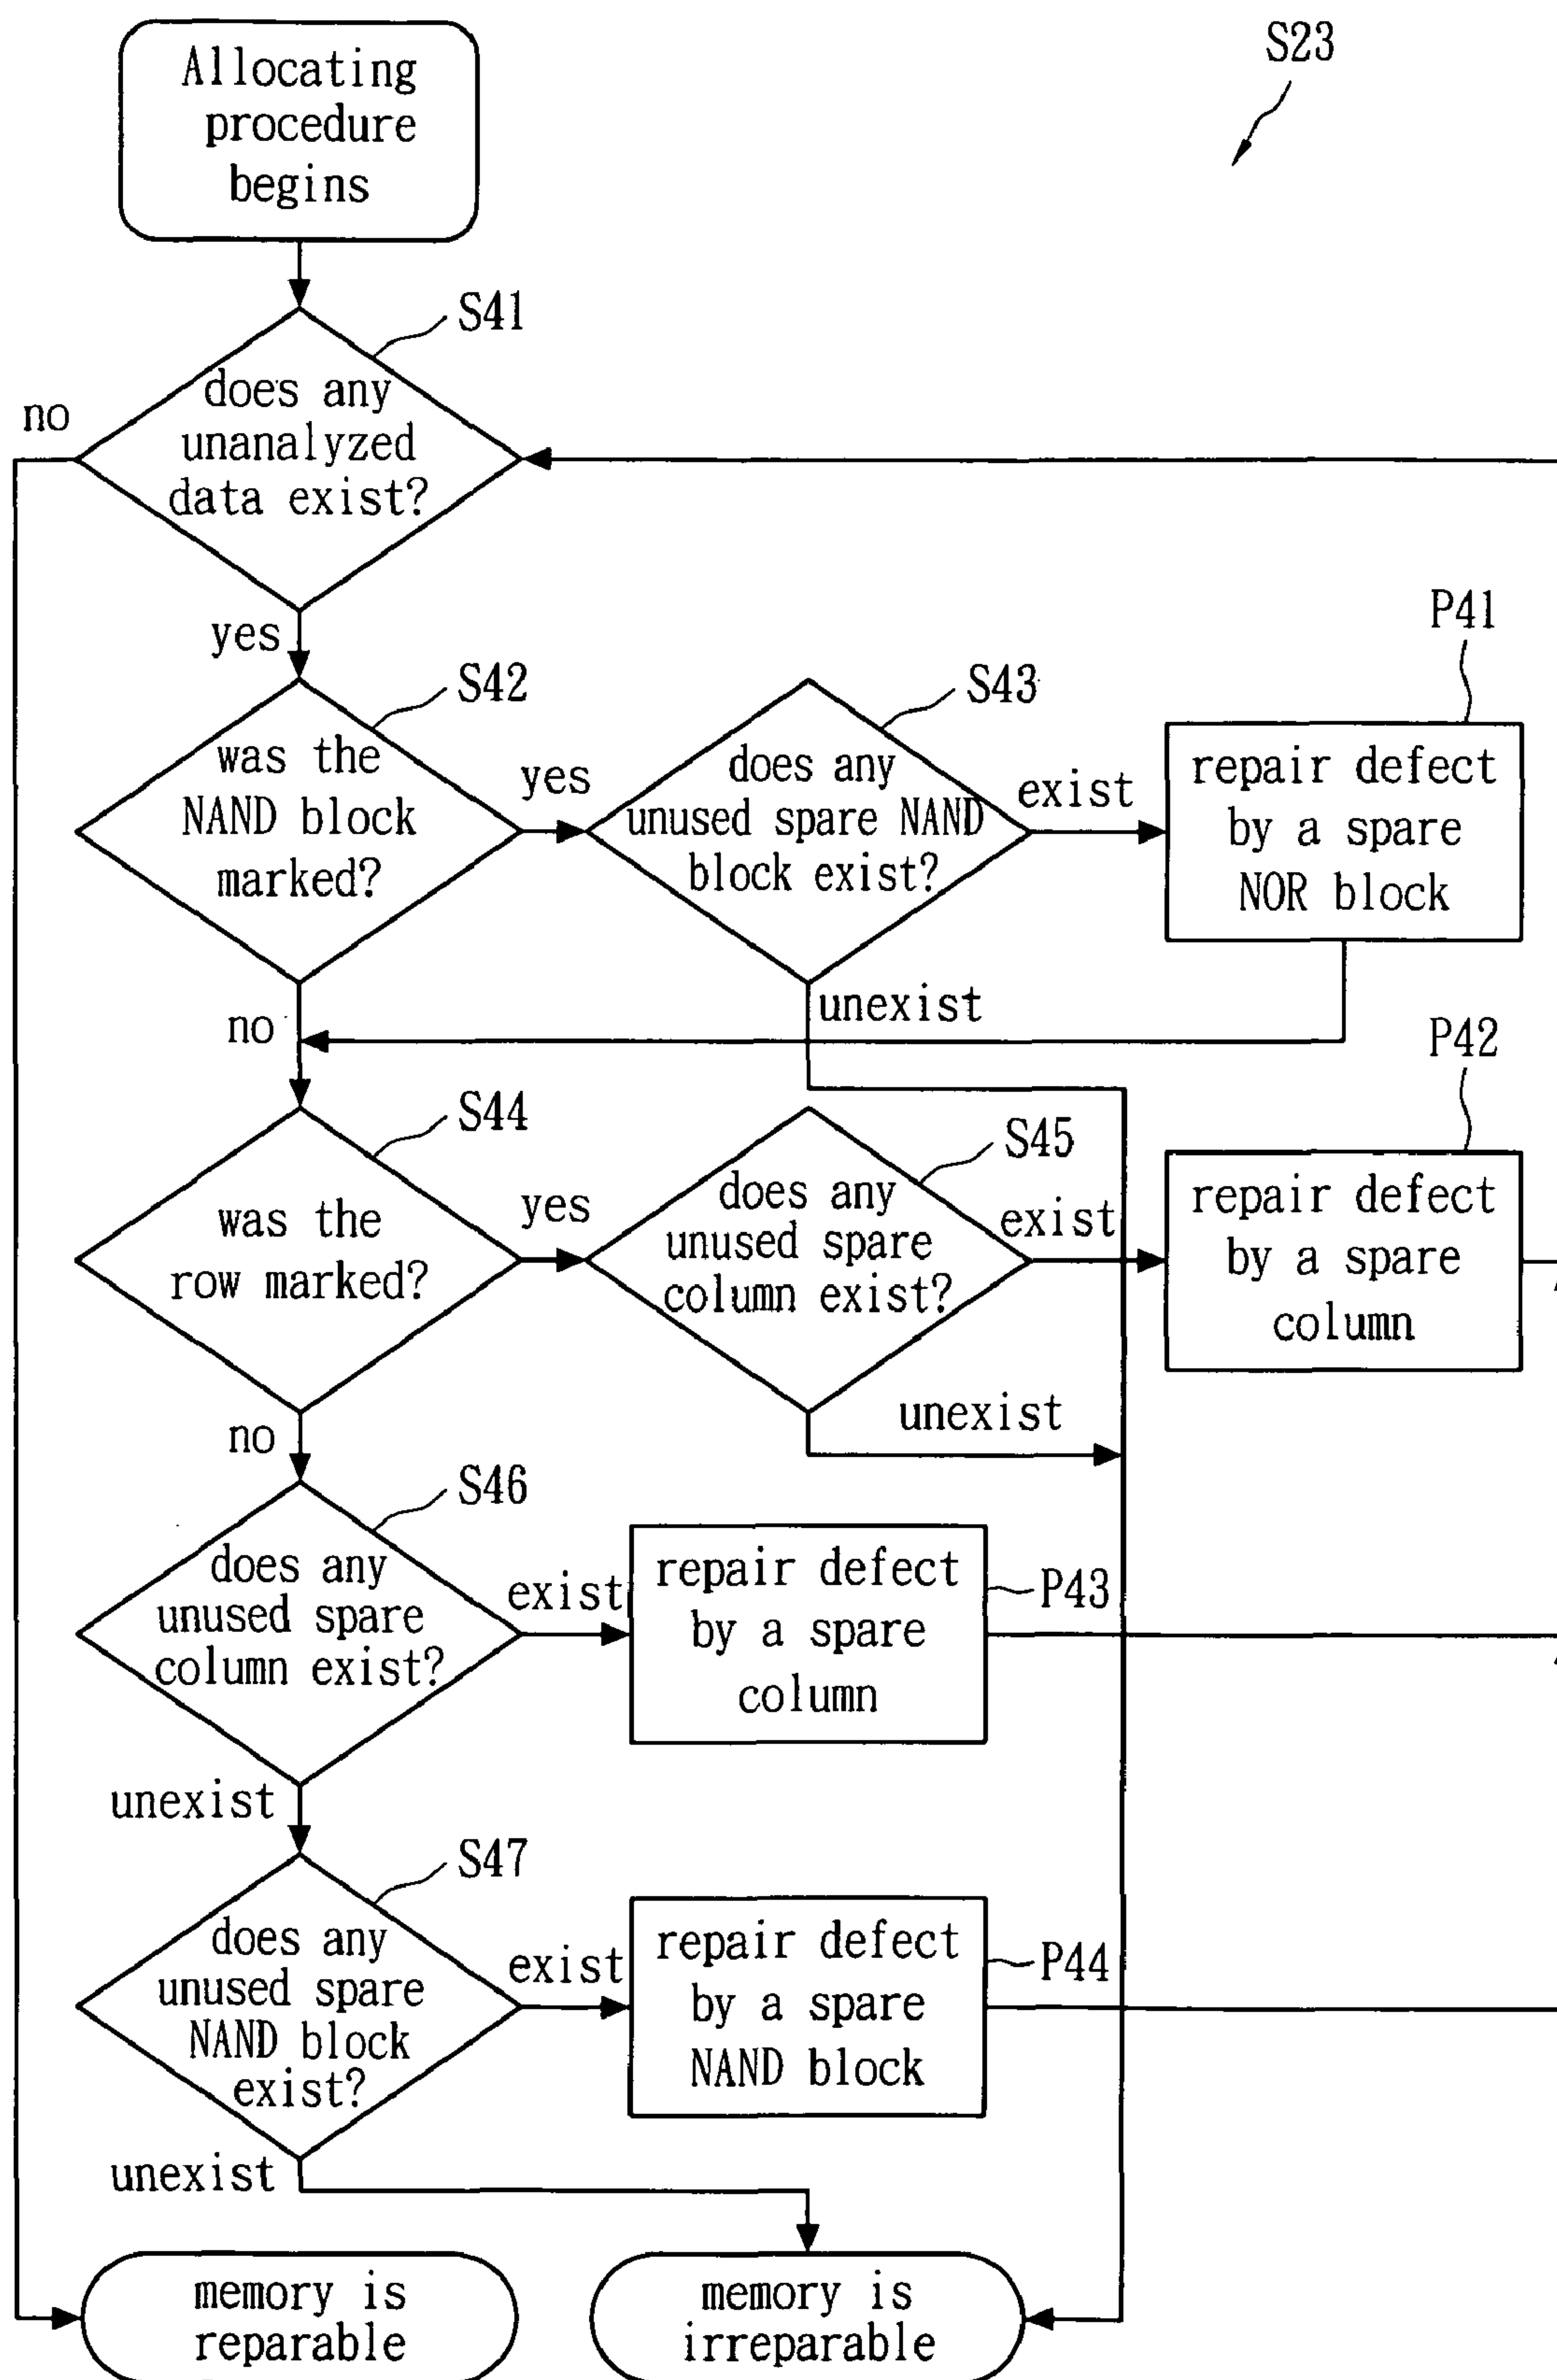 Allocating
procedure
begins
S23
S41
does any
unanalyzed
data exist?
no
yes
S42
was the
NAND block
marked?
yes
S43
does any
unused spare NAND
block exist?
exist
P41
repair defect
by a spare
NOR block
unexist
no
S44
was the
row marked?
yes
S45
does any
unused spare
column exist?
exist
P42
repair defect
by a spare
column
unexist
no
S46
does any
unused spare
column exist?
exist
repair defect
by a spare
column
P43
unexist
S47
does any
unused spare
NAND block
exist?
exist
repair defect
by a spare
NAND block
P44
unexist
memory is
reparable
memory is
irreparable